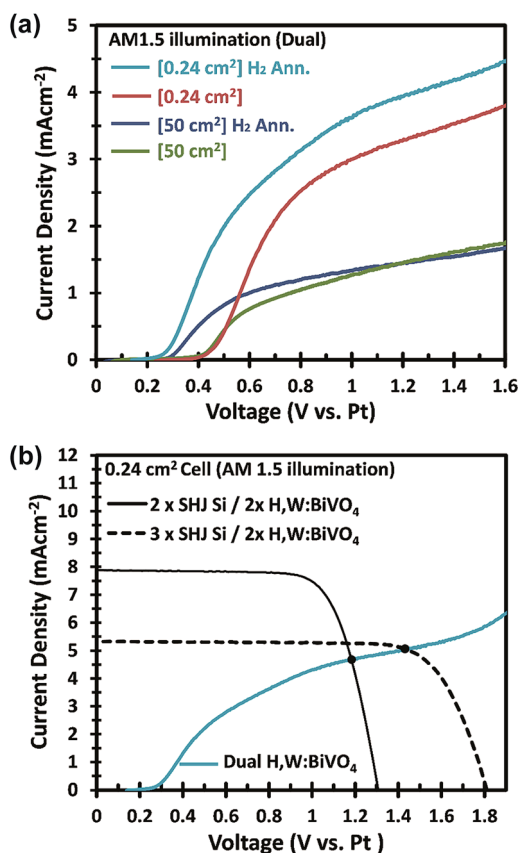 (a)
AM1.5 illumination (Dual)
[0.24 cm²] H₂ Ann.
[0.24 cm²]
[50 cm²] H₂ Ann.
[50 cm²]
Current Density (mAcm⁻²)
5
4
3
2
1
0
0 0.2 0.4 0.6 0.8 1 1.2 1.4 1.6
Voltage (V vs. Pt)
(b)
0.24 cm² Cell (AM 1.5 illumination)
2 x SHJ Si / 2x H,W:BiVO₄
3 x SHJ Si / 2x H,W:BiVO₄
Current Density (mAcm⁻²)
12
11
10
9
8
7
6
5
4
3
2
1
0
Dual H,W:BiVO₄
0 0.2 0.4 0.6 0.8 1 1.2 1.4 1.6 1.8
Voltage (V vs. Pt)